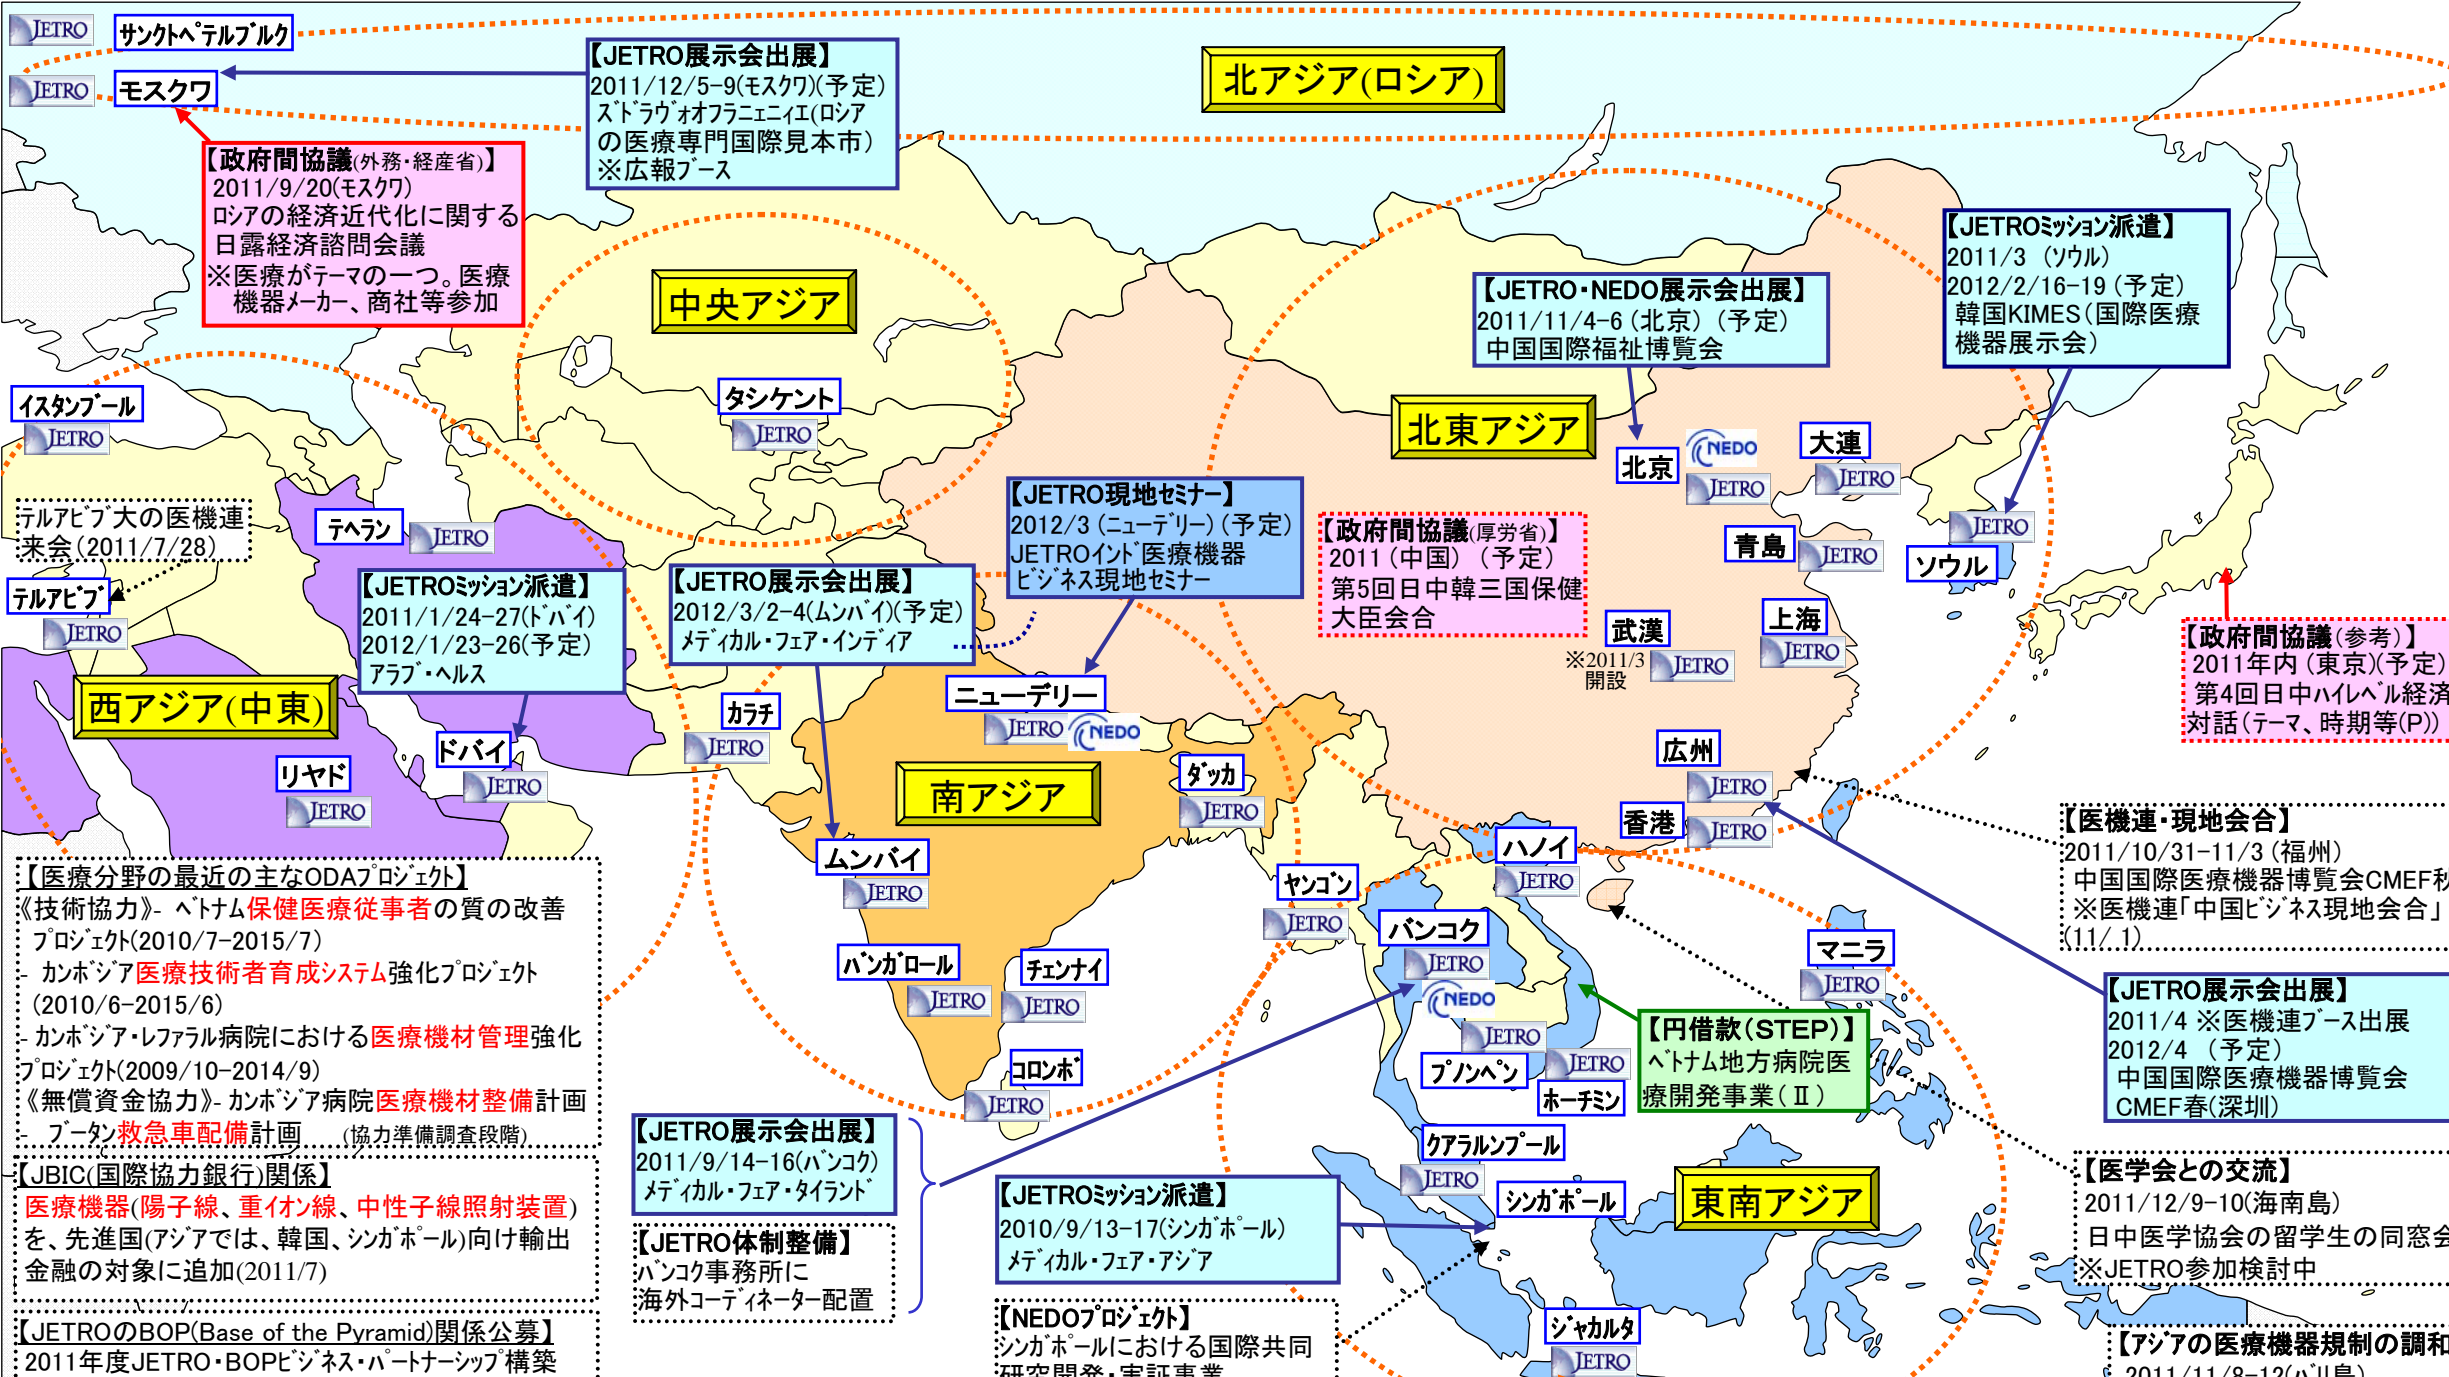 JETRO サンクトペテルブルク
JETRO モスクワ
【JETRO展示会出展】
2011/12/5-9(モスクワ)(予定)
ズドラヴォオフラニェニィエ(ロシア
の医療専門国際見本市)
※広報ブース
北アジア(ロシア)
【政府間協議(外務・経産省)】
2011/9/20(モスクワ)
ロシアの経済近代化に関する
日露経済諮問会議
※医療がテーマの一つ。医療
機器メーカー、商社等参加
中央アジア
タシケント
JETRO
【JETRO・NEDO展示会出展】
2011/11/4-6 (北京) (予定)
中国国際福祉博覧会
【JETROミッション派遣】
2011/3 (ソウル)
2012/2/16-19 (予定)
韓国KIMES(国際医療
機器展示会)
北東アジア
北京
NEDO
JETRO
大連
JETRO
青島
JETRO
JETRO
ソウル
イスタンブール
JETRO
テルアビブ大の医機連
来会(2011/7/28)
テルアビブ
JETRO
テヘラン
JETRO
【JETROミッション派遣】
2011/1/24-27(ドバイ)
2012/1/23-26(予定)
アラブ・ヘルス
【JETRO展示会出展】
2012/3/2-4(ムンバイ)(予定)
メディカル・フェア・インディア
【JETRO現地セミナー】
2012/3 (ニューデリー) (予定)
JETROインド医療機器
ビジネス現地セミナー
【政府間協議(厚労省)】
2011 (中国) (予定)
第5回日中韓三国保健
大臣会合
武漢
※2011/3
開設
JETRO
上海
JETRO
【政府間協議(参考)】
2011年内 (東京)(予定)
第4回日中ハイレベル経済
対話(テーマ、時期等(P))
西アジア(中東)
リヤド
JETRO
ドバイ
JETRO
カラチ
JETRO
ニューデリー
JETRO NEDO
南アジア
ダッカ
JETRO
広州
JETRO
香港
JETRO
ハノイ
JETRO
【医機連・現地会合】
2011/10/31-11/3 (福州)
中国国際医療機器博覧会CMEF秋
※医機連「中国ビジネス現地会合」
(11/ 1)
ムンバイ
JETRO
ヤンゴン
JETRO
バンコク
JETRO
NEDO
マニラ
JETRO
バンガロール
JETRO
チェンナイ
JETRO
コロンボ
JETRO
JETRO
プノンペン
JETRO
ホーチミン
【円借款(STEP)】
ベトナム地方病院医
療開発事業(Ⅱ)
【JETRO展示会出展】
2011/4 ※医機連ブース出展
2012/4 (予定)
中国国際医療機器博覧会
CMEF春(深圳)
【医療分野の最近の主なODAプロジェクト】
《技術協力》- ベトナム保健医療従事者の質の改善
プロジェクト(2010/7-2015/7)
- カンボジア医療技術者育成システム強化プロジェクト
(2010/6-2015/6)
- カンボジア・レファラル病院における医療機材管理強化
プロジェクト(2009/10-2014/9)
《無償資金協力》- カンボジア病院医療機材整備計画
- ブータン救急車配備計画 (協力準備調査段階)
【JBIC(国際協力銀行)関係】
医療機器(陽子線、重イオン線、中性子線照射装置)
を、先進国(アジアでは、韓国、シンガポール)向け輸出
金融の対象に追加(2011/7)
【JETROのBOP(Base of the Pyramid)関係公募】
2011年度JETRO・BOPビジネス・パートナーシップ構築
【JETRO展示会出展】
2011/9/14-16(バンコク)
メディカル・フェア・タイランド
【JETRO体制整備】
バンコク事務所に
海外コーディネーター配置
クアラルンプール
JETRO
シンガポール
【JETROミッション派遣】
2010/9/13-17(シンガポール)
メディカル・フェア・アジア
東南アジア
【医学会との交流】
2011/12/9-10(海南島)
日中医学協会の留学生の同窓会
※JETRO参加検討中
【NEDOプロジェクト】
シンガポールにおける国際共同
研究開発・実証事業
ジャカルタ
JETRO
【アジアの医療機器規制の調和
2011/11/8-12(バリ島)